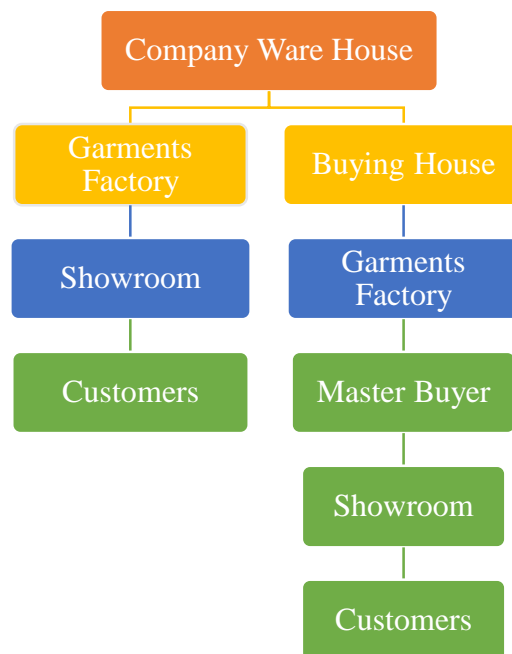 Company Ware House
Garments
Factory
Buying House
Showroom
Garments
Factory
Customers
Master Buyer
Showroom
Customers